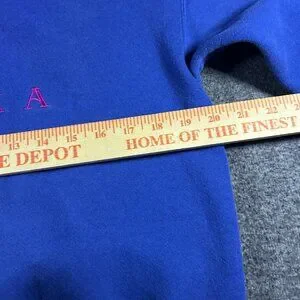 A
13 14 15 16 17 18 19 20 21 22
E DEPOT HOME OF THE FINEST